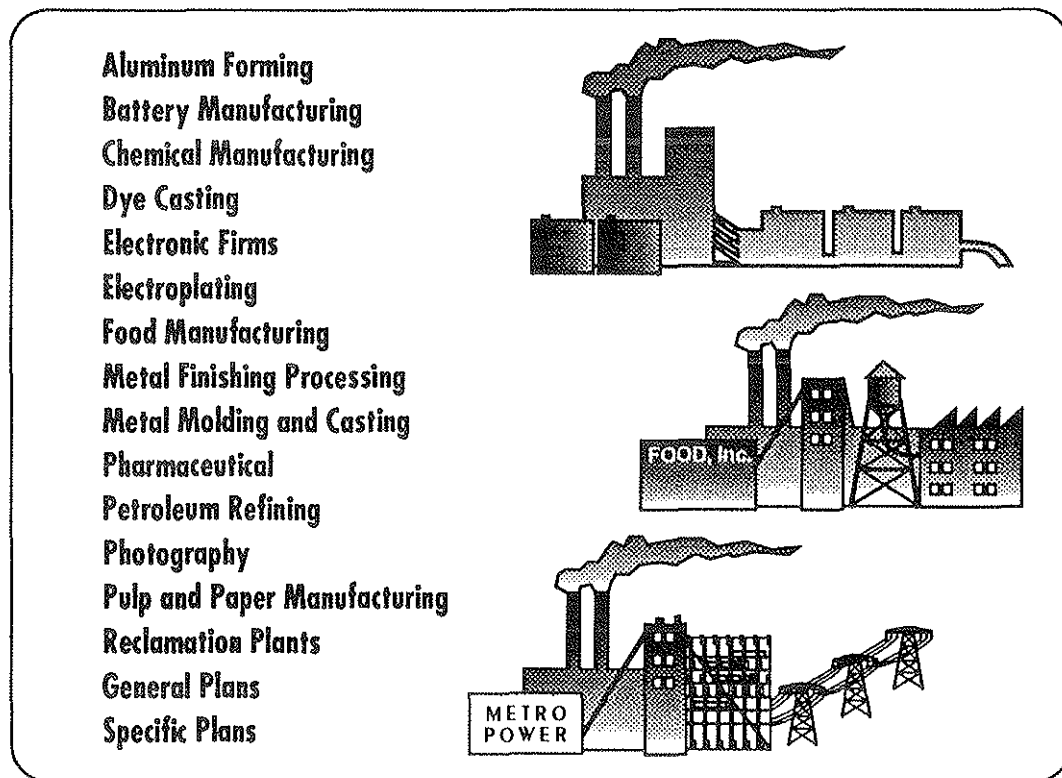 Aluminum Forming
Battery Manufacturing
Chemical Manufacturing
Dye Casting
Electronic Firms
Electroplating
Food Manufacturing
Metal Finishing Processing
Metal Molding and Casting
Pharmaceutical
Petroleum Refining
Photography
Pulp and Paper Manufacturing
Reclamation Plants
General Plans
Specific Plans
FOOD, Inc.
METRO
POWER